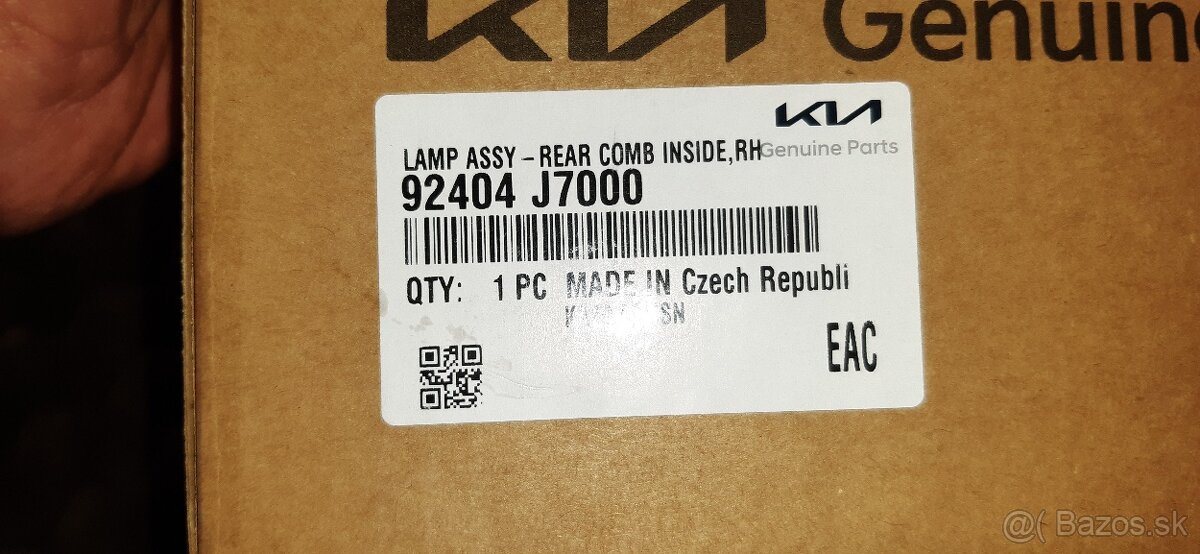 KIA Genuine
KIA
Genuine Parts
LAMP ASSY – REAR COMB INSIDE,RH
92404 J7000
QTY: 1 PC MADE IN Czech Republi
EAC
@( Bazos.sk